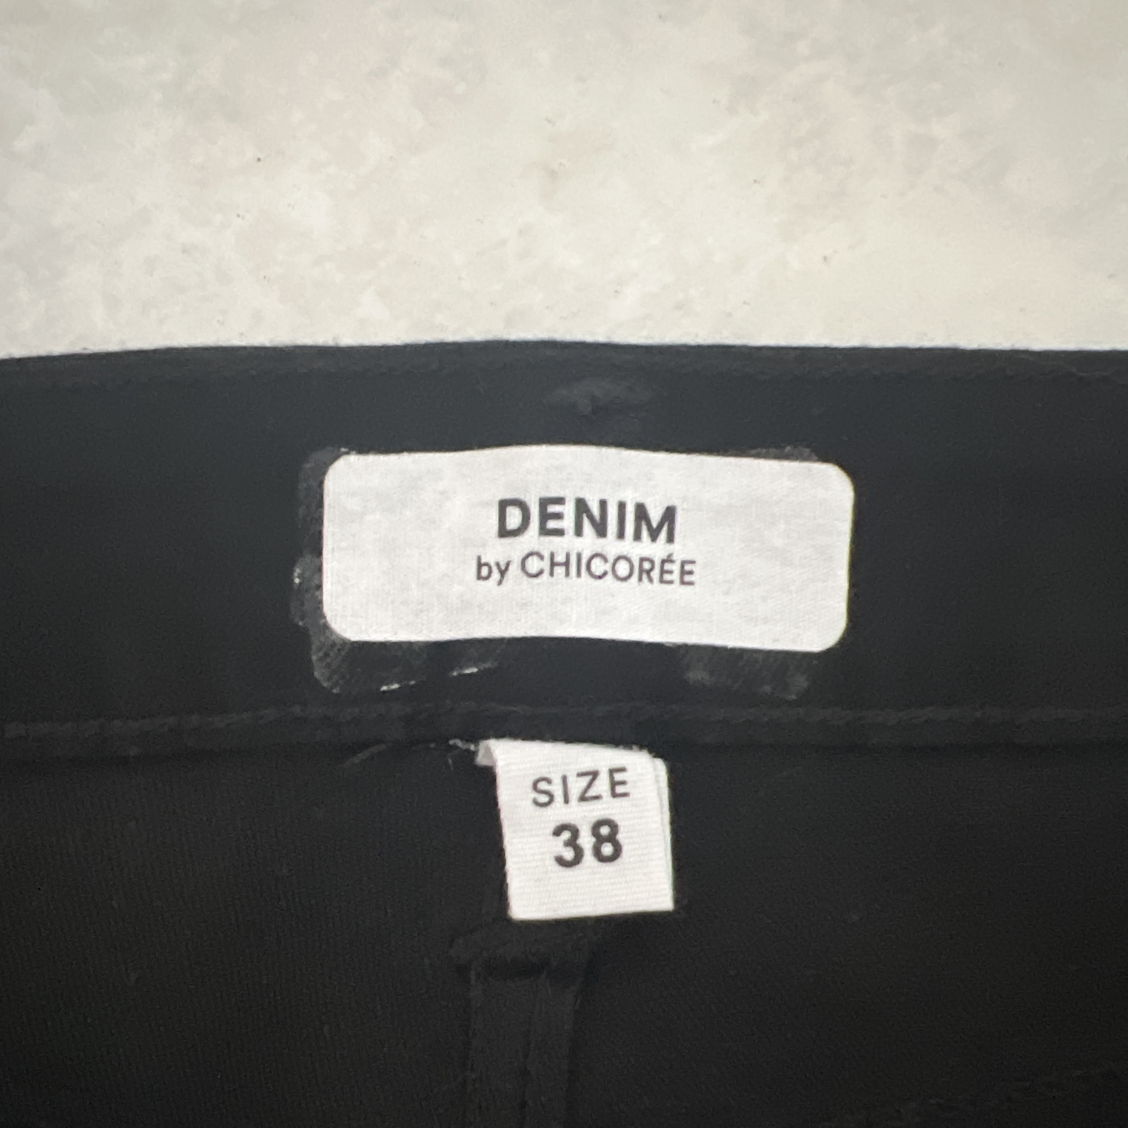 DENIM
by CHICORÉE
SIZE
38